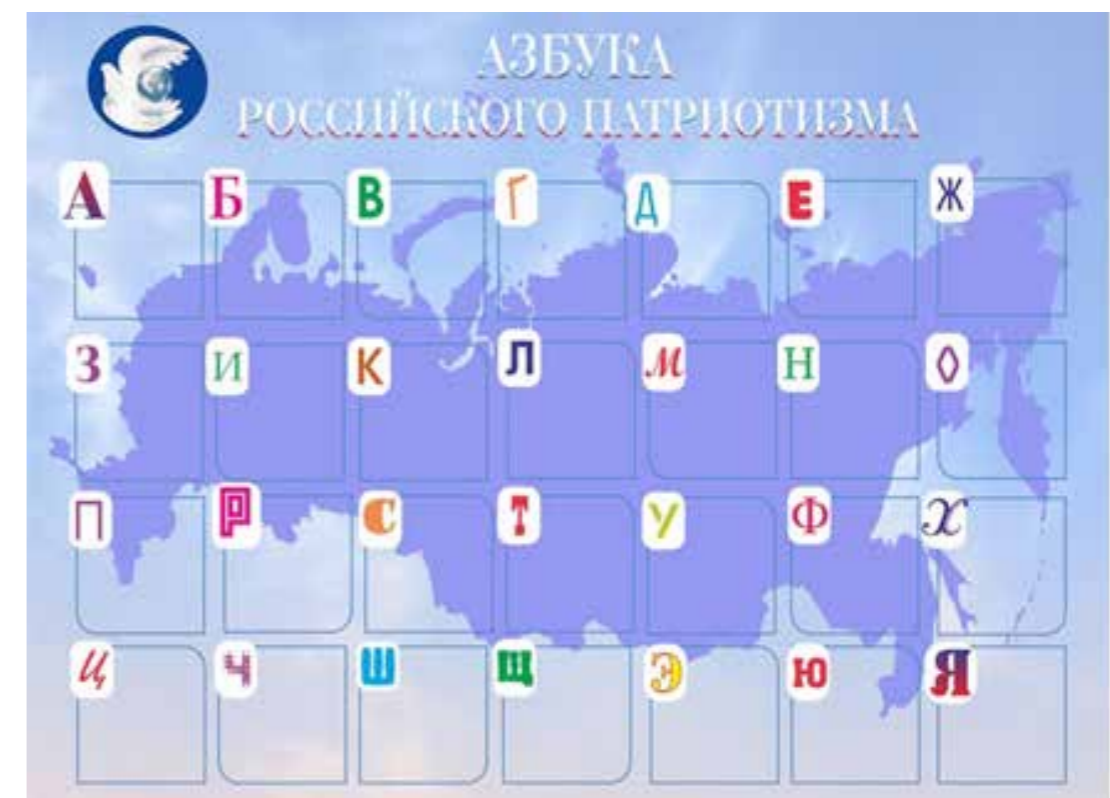 АЗБУКА
РОССИЙСКОГО ПАТРИОТИЗМА
А Б В Г Д Е Ж
З И К Л М Н О
П Р С Т У Ф Х
Ц Ч Ш Щ Э Ю Я